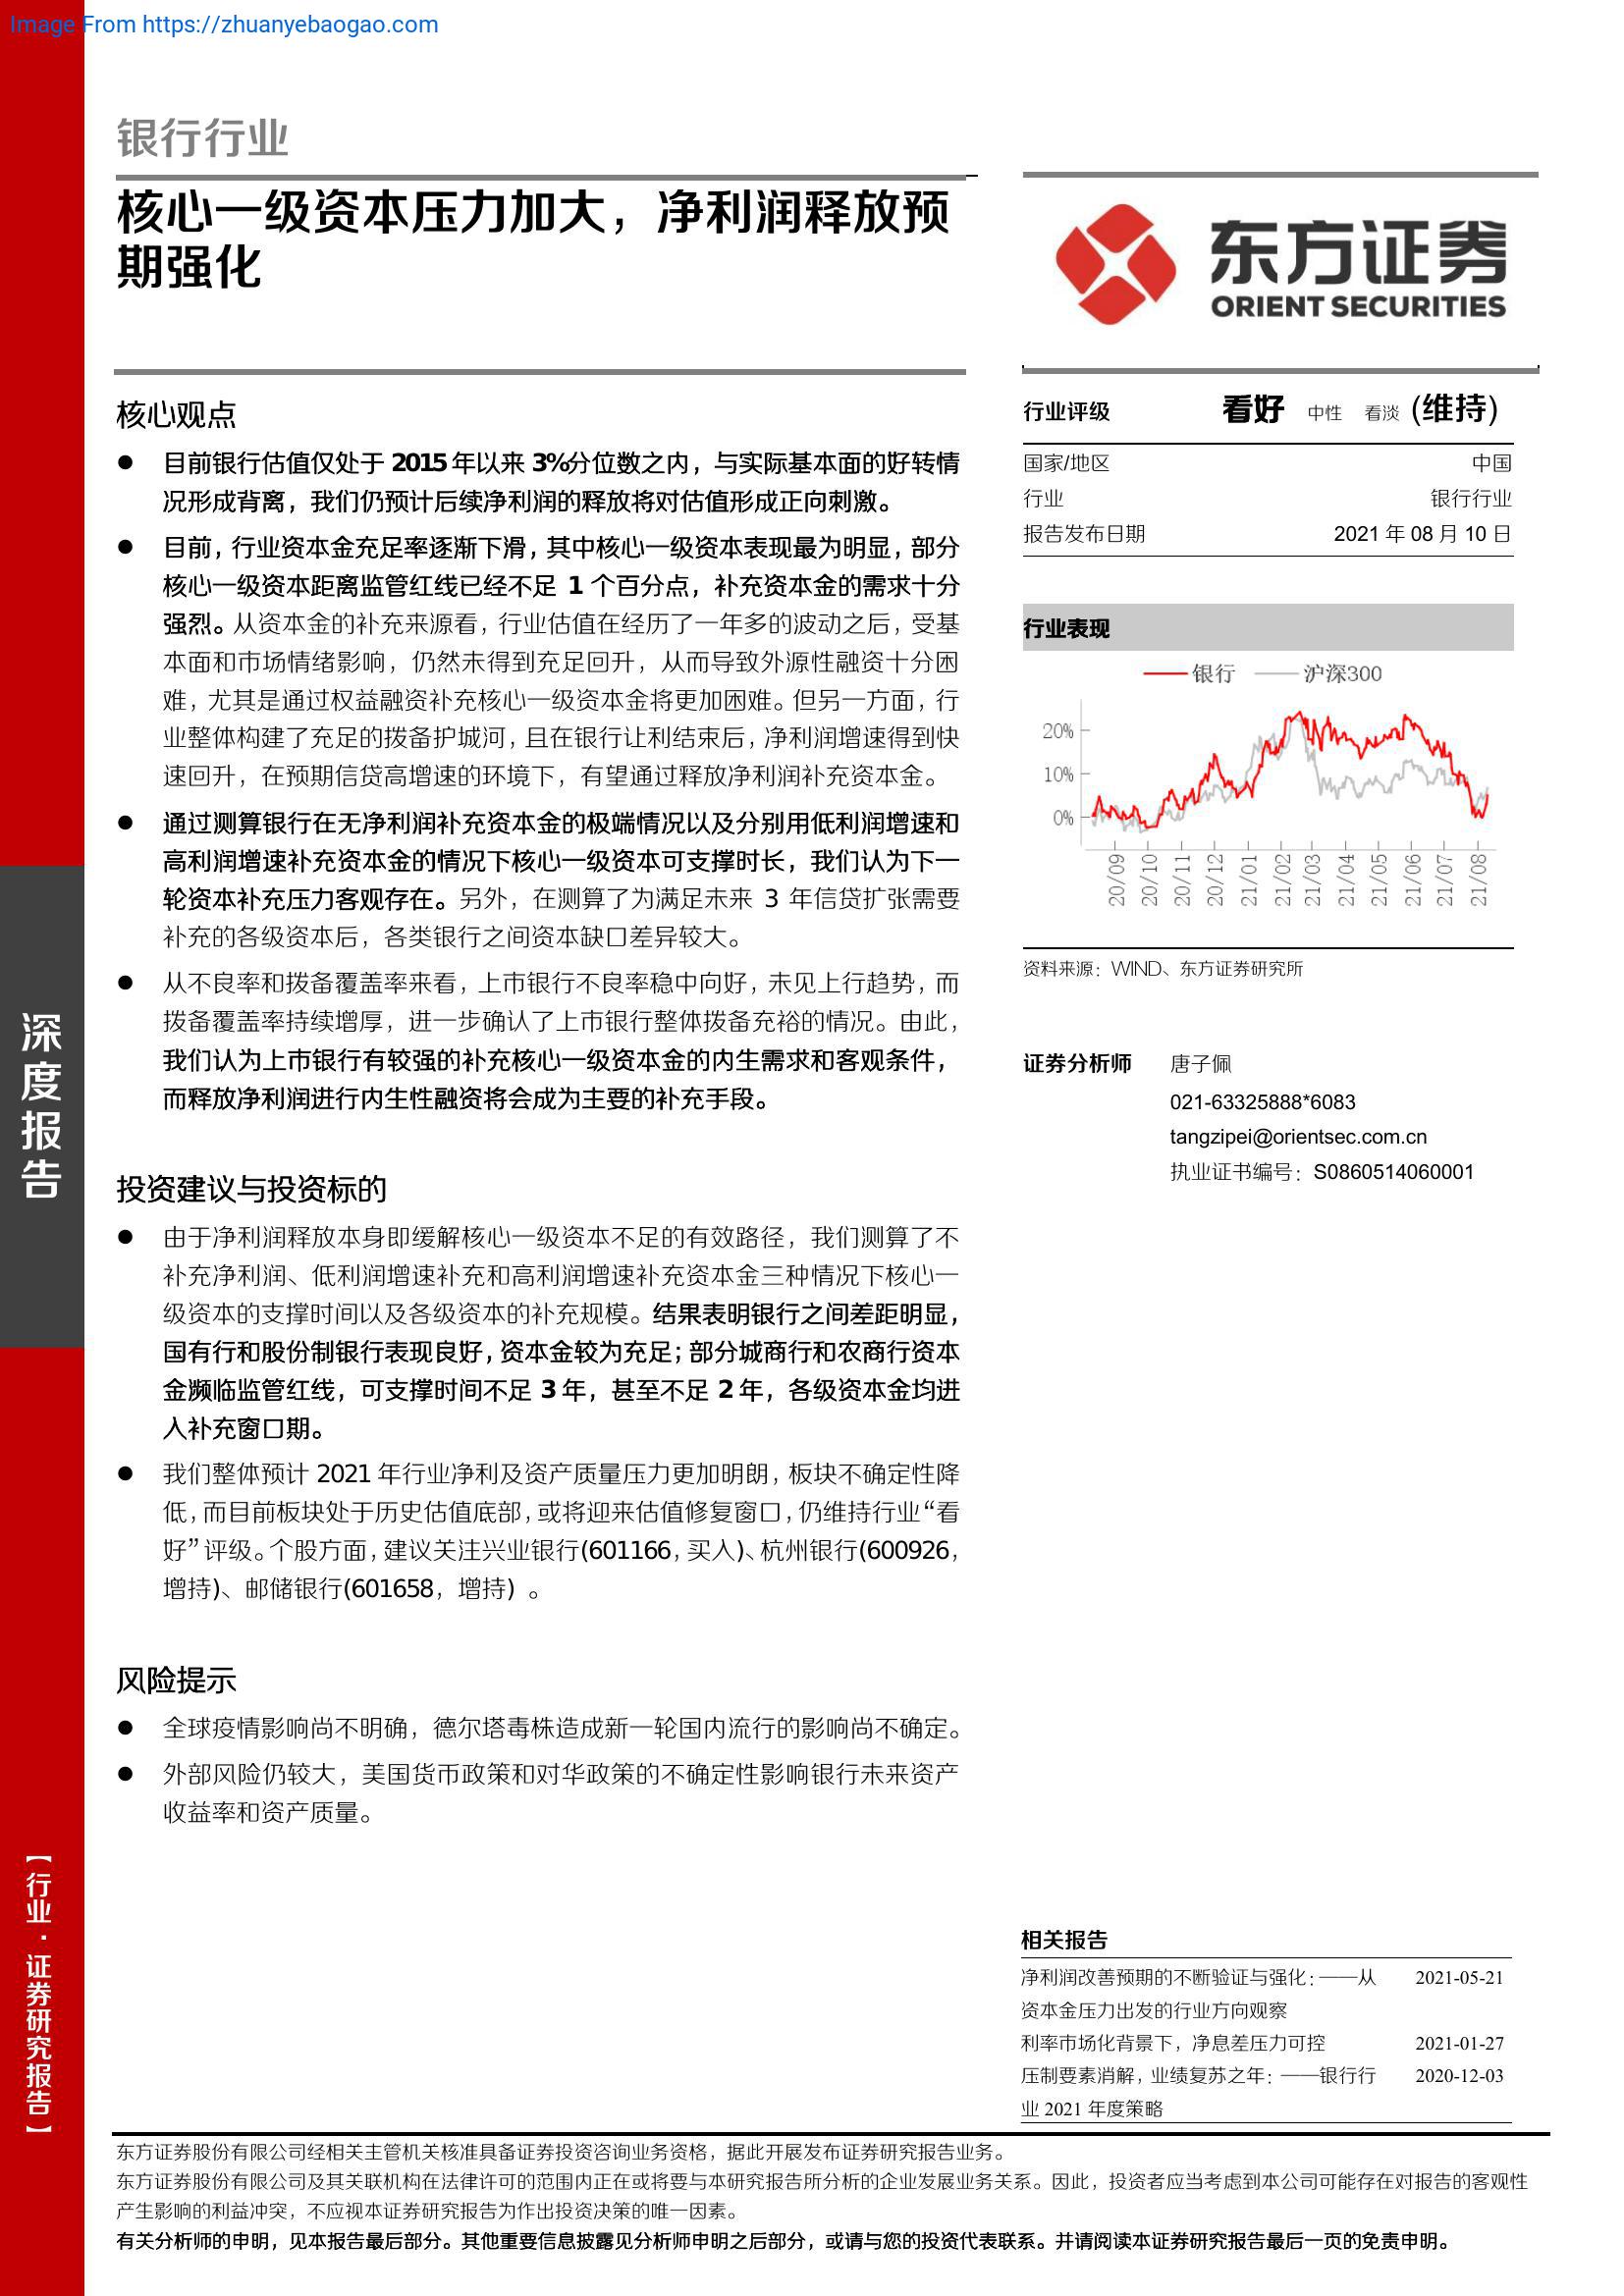 Image From https://zhuanyebaogao.com
银行行业
核心一级资本压力加大，净利润释放预
期强化
东方证券
ORIENT SECURITIES
核心观点
● 目前银行估值仅处于 2015 年以来 3%分位数之内，与实际基本面的好转情
况形成背离，我们仍预计后续净利润的释放将对估值形成正向刺激。
● 目前，行业资本金充足率逐渐下滑，其中核心一级资本表现最为明显，部分
核心一级资本距离监管红线已经不足 1 个百分点，补充资本金的需求十分
强烈。从资本金的补充来源看，行业估值在经历了一年多的波动之后，受基
本面和市场情绪影响，仍然未得到充足回升，从而导致外源性融资十分困
难，尤其是通过权益融资补充核心一级资本金将更加困难。但另一方面，行
业整体构建了充足的拨备护城河，且在银行让利结束后，净利润增速得到快
速回升，在预期信贷高增速的环境下，有望通过释放净利润补充资本金。
● 通过测算银行在无净利润补充资本金的极端情况以及分别用低利润增速和
高利润增速补充资本金的情况下核心一级资本可支撑时长，我们认为下一
轮资本补充压力客观存在。另外，在测算了为满足未来 3 年信贷扩张需要
补充的各级资本后，各类银行之间资本缺口差异较大。
● 从不良率和拨备覆盖率来看，上市银行不良率稳中向好，未见上行趋势，而
拨备覆盖率持续增厚，进一步确认了上市银行整体拨备充裕的情况。由此，
我们认为上市银行有较强的补充核心一级资本金的内生需求和客观条件，
而释放净利润进行内生性融资将会成为主要的补充手段。
投资建议与投资标的
● 由于净利润释放本身即缓解核心一级资本不足的有效路径，我们测算了不
补充净利润、低利润增速补充和高利润增速补充资本金三种情况下核心一
级资本的支撑时间以及各级资本的补充规模。结果表明银行之间差距明显，
国有行和股份制银行表现良好，资本金较为充足；部分城商行和农商行资本
金濒临监管红线，可支撑时间不足 3 年，甚至不足 2 年，各级资本金均进
入补充窗口期。
● 我们整体预计 2021 年行业净利及资产质量压力更加明朗，板块不确定性降
低，而目前板块处于历史估值底部，或将迎来估值修复窗口，仍维持行业“看
好”评级。个股方面，建议关注兴业银行(601166，买入)、杭州银行(600926，
增持)、邮储银行(601658，增持) 。
风险提示
● 全球疫情影响尚不明确，德尔塔毒株造成新一轮国内流行的影响尚不确定。
● 外部风险仍较大，美国货币政策和对华政策的不确定性影响银行未来资产
收益率和资产质量。
行业评级 看好 中性 看淡 (维持)
国家/地区 中国
行业 银行行业
报告发布日期 2021 年 08 月 10 日
行业表现
银行 沪深300
20%
10%
0%
20/09 20/10 20/11 20/12 21/01 21/02 21/03 21/04 21/05 21/06 21/07 21/08
资料来源：WIND、东方证券研究所
证券分析师 唐子佩
021-63325888*6083
tangzipei@orientsec.com.cn
执业证书编号：S0860514060001
相关报告
净利润改善预期的不断验证与强化：——从 2021-05-21
资本金压力出发的行业方向观察
利率市场化背景下，净息差压力可控 2021-01-27
压制要素消解，业绩复苏之年：——银行行 2020-12-03
业 2021 年度策略
深度报告
【行业·证券研究报告】
东方证券股份有限公司经相关主管机关核准具备证券投资咨询业务资格，据此开展发布证券研究报告业务。
东方证券股份有限公司及其关联机构在法律许可的范围内正在或将要与本研究报告所分析的企业发展业务关系。因此，投资者应当考虑到本公司可能存在对报告的客观性
产生影响的利益冲突，不应视本证券研究报告为作出投资决策的唯一因素。
有关分析师的申明，见本报告最后部分。其他重要信息披露见分析师申明之后部分，或请与您的投资代表联系。并请阅读本证券研究报告最后一页的免责申明。